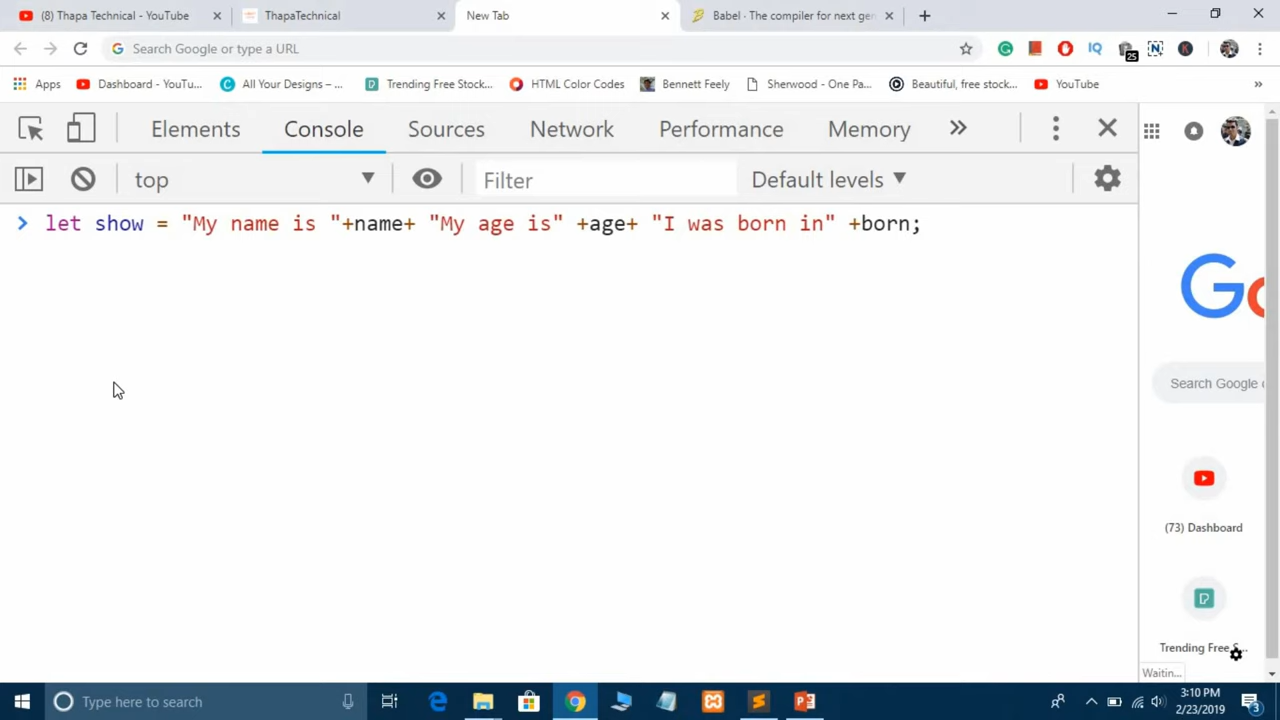 (8) Thapa Technical - YouTube
ThapaTechnical
New Tab
Babel · The compiler for next gen
Search Google or type a URL
25
Apps
Dashboard - YouTu...
All Your Designs – ...
Trending Free Stock...
HTML Color Codes
Bennett Feely
Sherwood - One Pa...
Beautiful, free stock...
YouTube
»
Elements
Console
Sources
Network
Performance
Memory
»
top
Filter
Default levels
let show = "My name is "+name+ "My age is" +age+ "I was born in" +born;
Go
Search Google o
(73) Dashboard
Trending Free S...
Waitin...
Type here to search
3:10 PM
2/23/2019
3